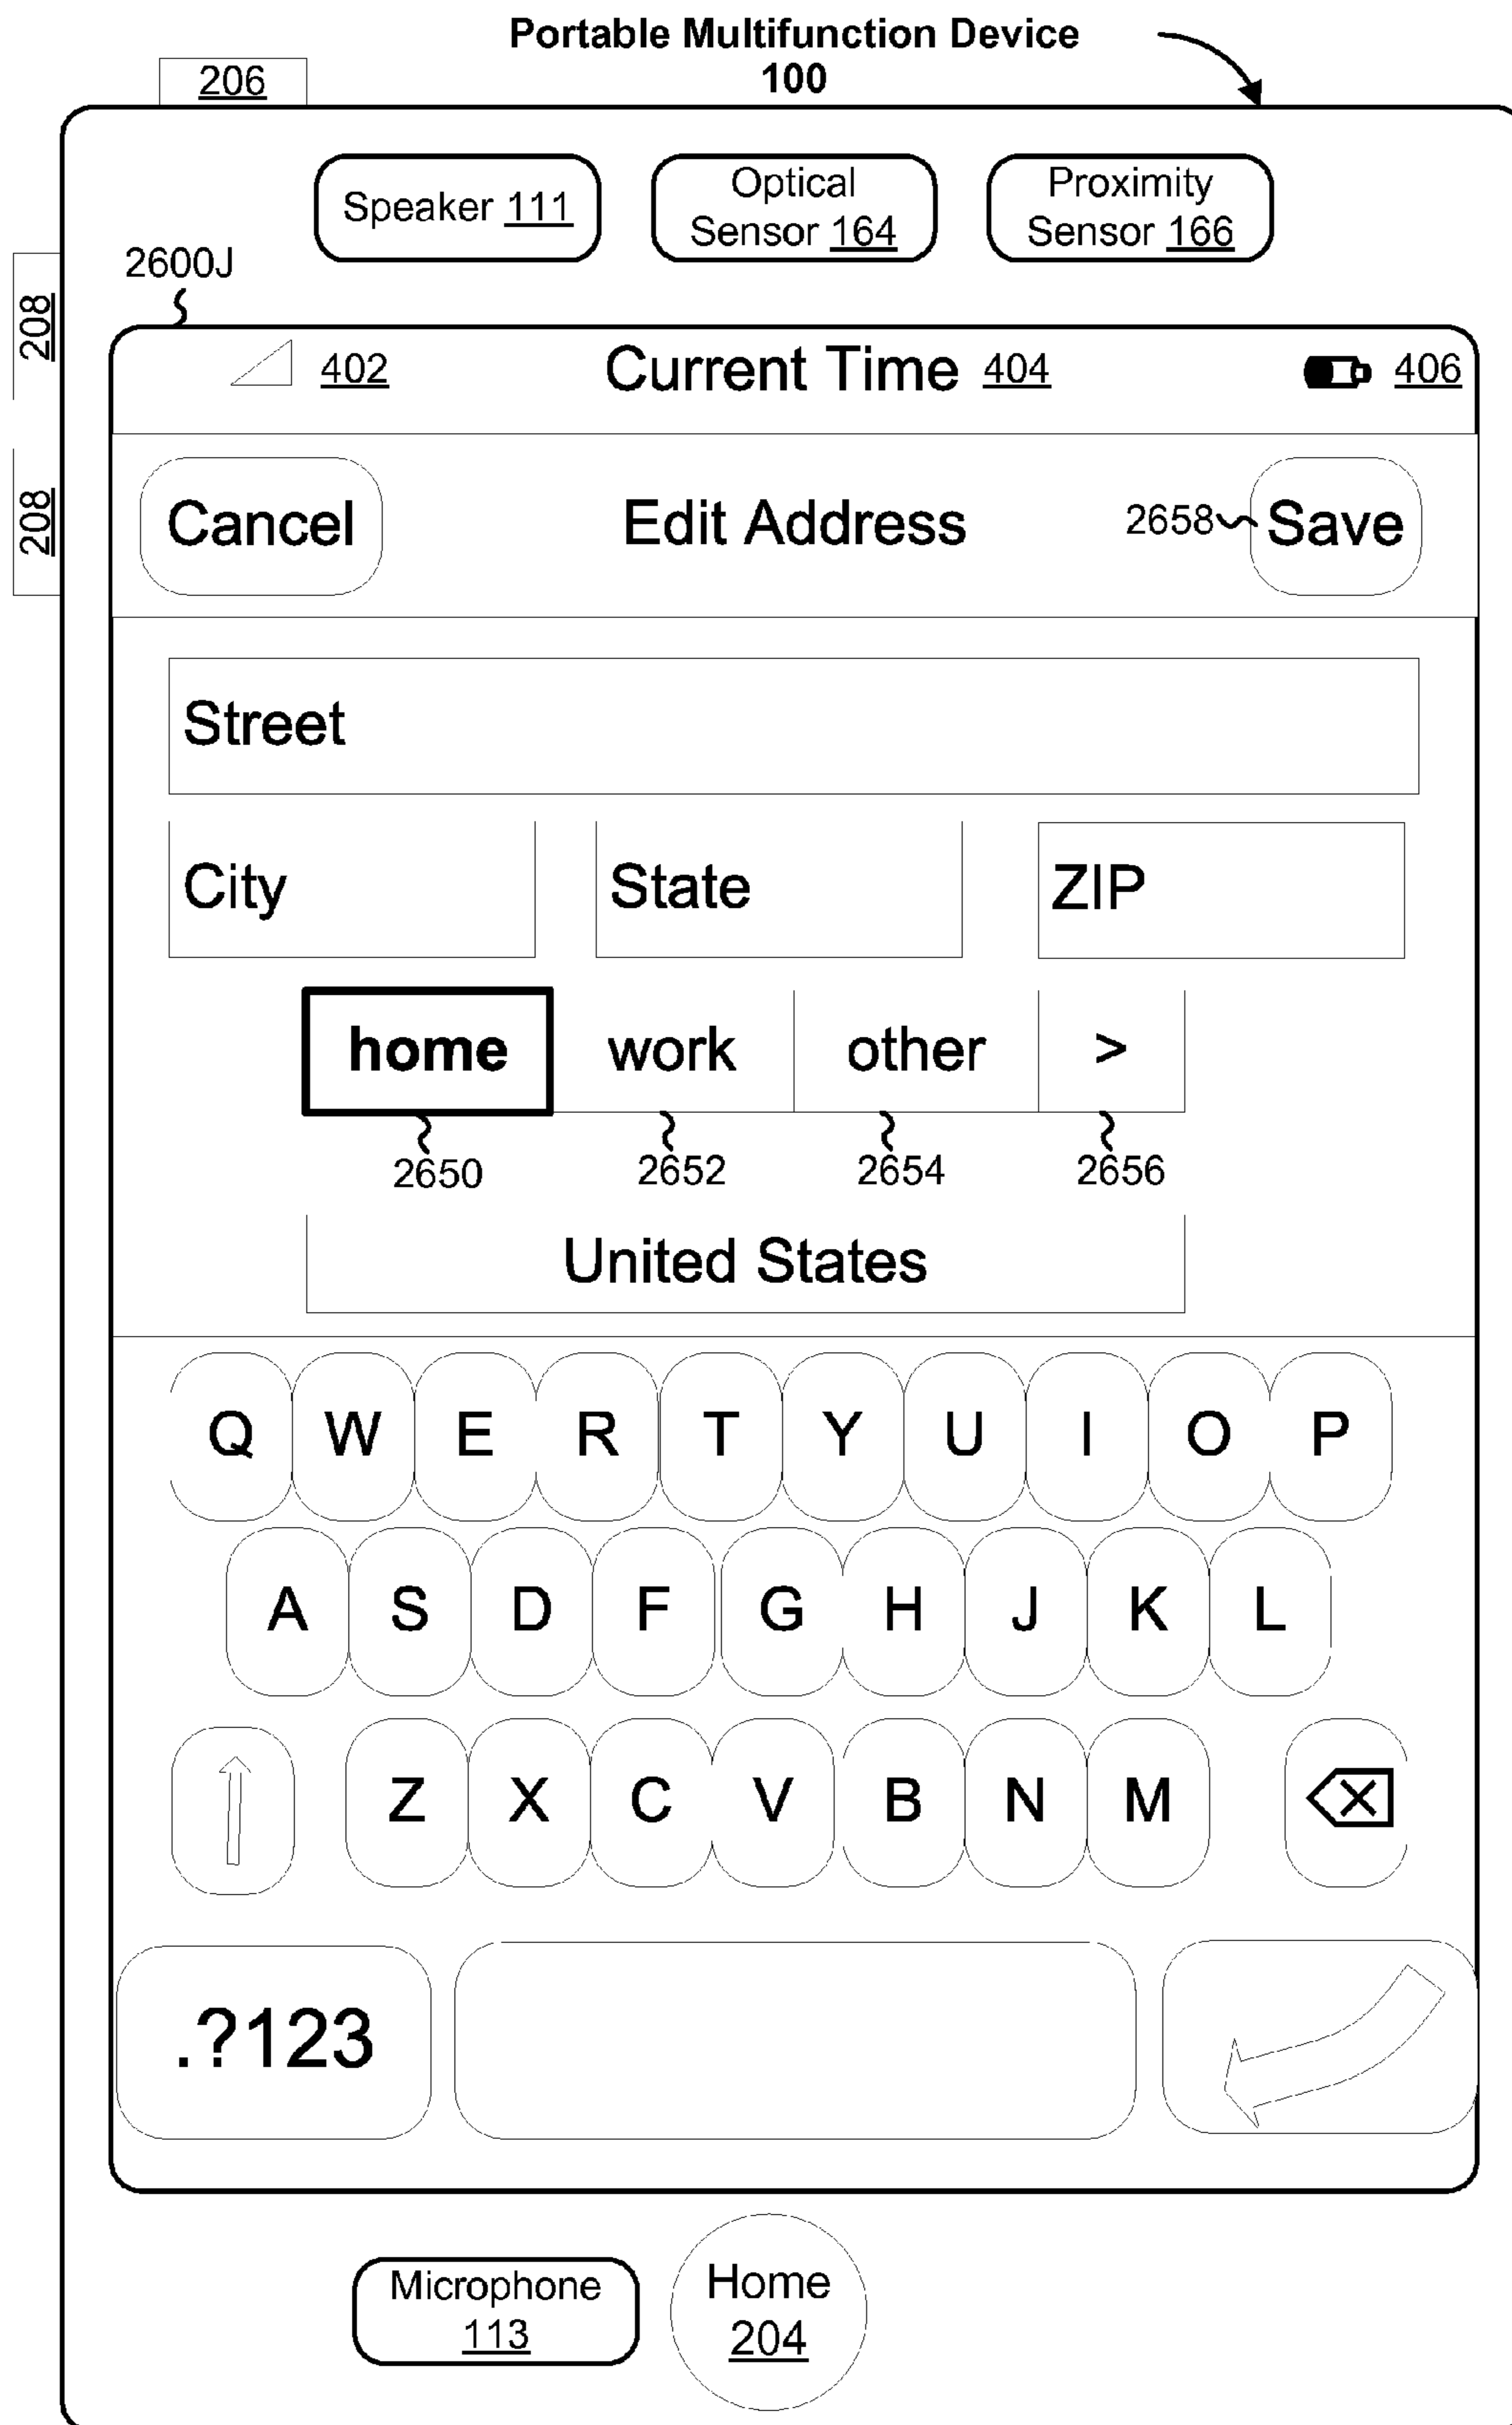 Portable Multifunction Device
100
206
Speaker 111
Optical
Sensor 164
Proximity
Sensor 166
2600J
208
208
402
Current Time 404
406
Cancel
Edit Address
2658
Save
Street
City
State
ZIP
home
work
other
>
2650
2652
2654
2656
United States
Q W E R T Y U I O P
A S D F G H J K L
Z X C V B N M
.?123
Microphone
113
Home
204